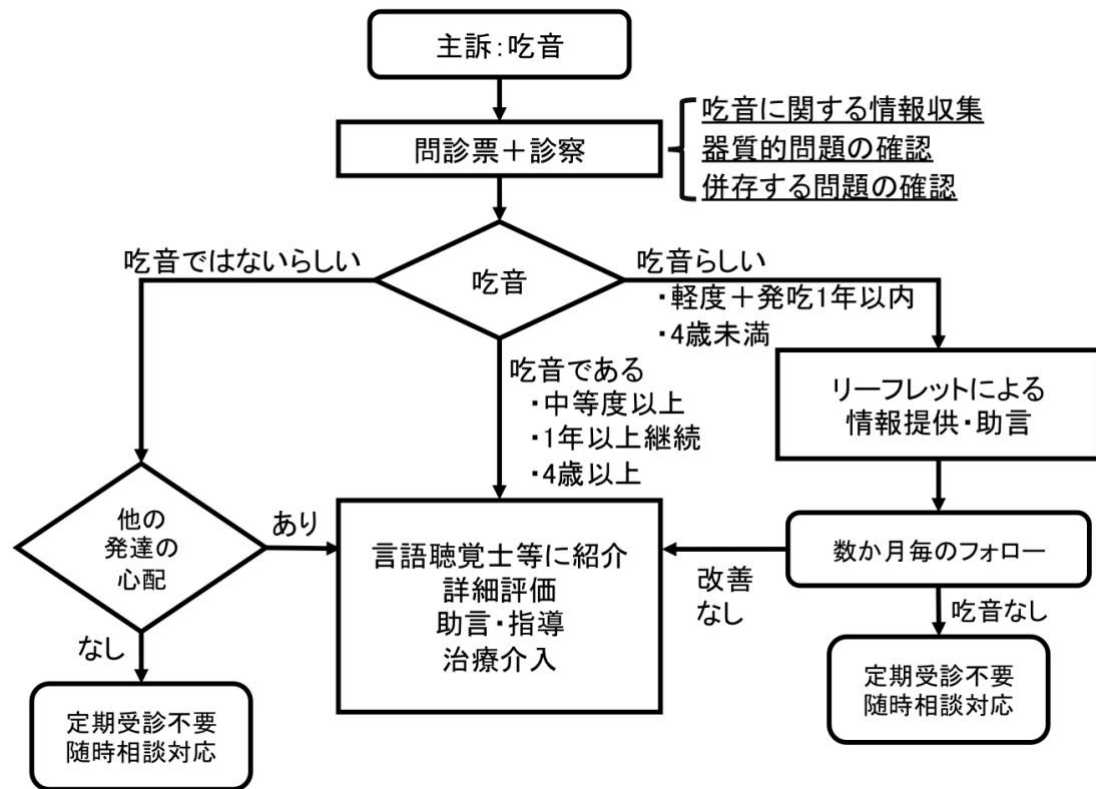 主訴：吃音
問診票＋診察
吃音に関する情報収集
器質的問題の確認
併存する問題の確認
吃音ではないらしい
吃音
吃音らしい
・軽度＋発吃1年以内
・4歳未満
吃音である
・中等度以上
・1年以上継続
・4歳以上
リーフレットによる
情報提供・助言
他の
発達の
心配
あり
言語聴覚士等に紹介
詳細評価
助言・指導
治療介入
改善
なし
数か月毎のフォロー
なし
吃音なし
定期受診不要
随時相談対応
定期受診不要
随時相談対応